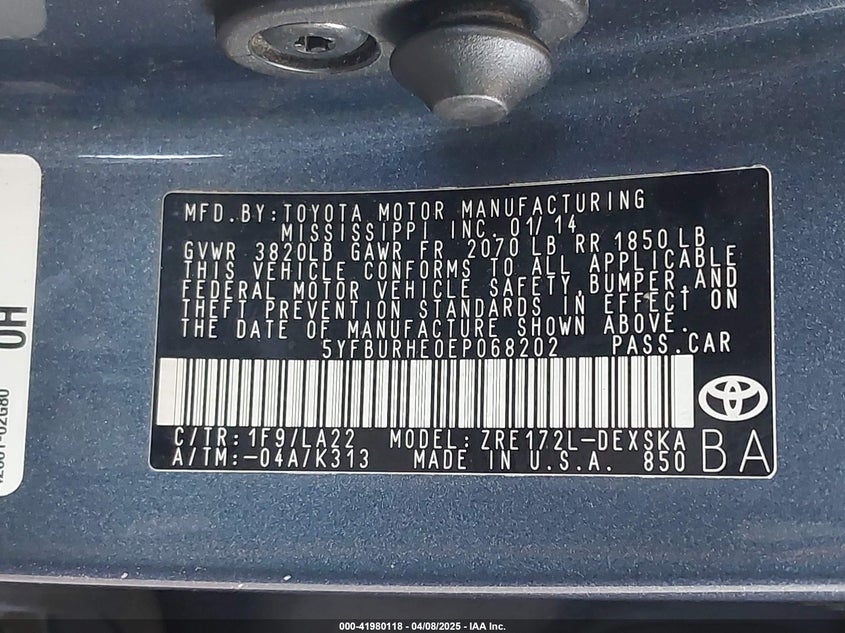 MFD.BY:TOYOTA MOTOR MANUFACTURING
MISSISSIPPI INC. 01/14
GVWR 3820LB GAWR FR 2070 LB RR 1850 LB
THIS VEHICLE CONFORMS TO ALL APPLICABLE
FEDERAL MOTOR VEHICLE SAFETY,BUMPER,AND
THEFT PREVENTION STANDARDS IN EFFECT ON
THE DATE OF MANUFACTURE SHOWN ABOVE.
5YFBURHE0EP068202 PASS.CAR
C/TR:1F9/LA22 MODEL:ZRE172L-DEXSKA
A/TM:-04A/K313 MADE IN U.S.A. 850
BA
0H
000-41980118 - 04/08/2025 - IAA Inc.